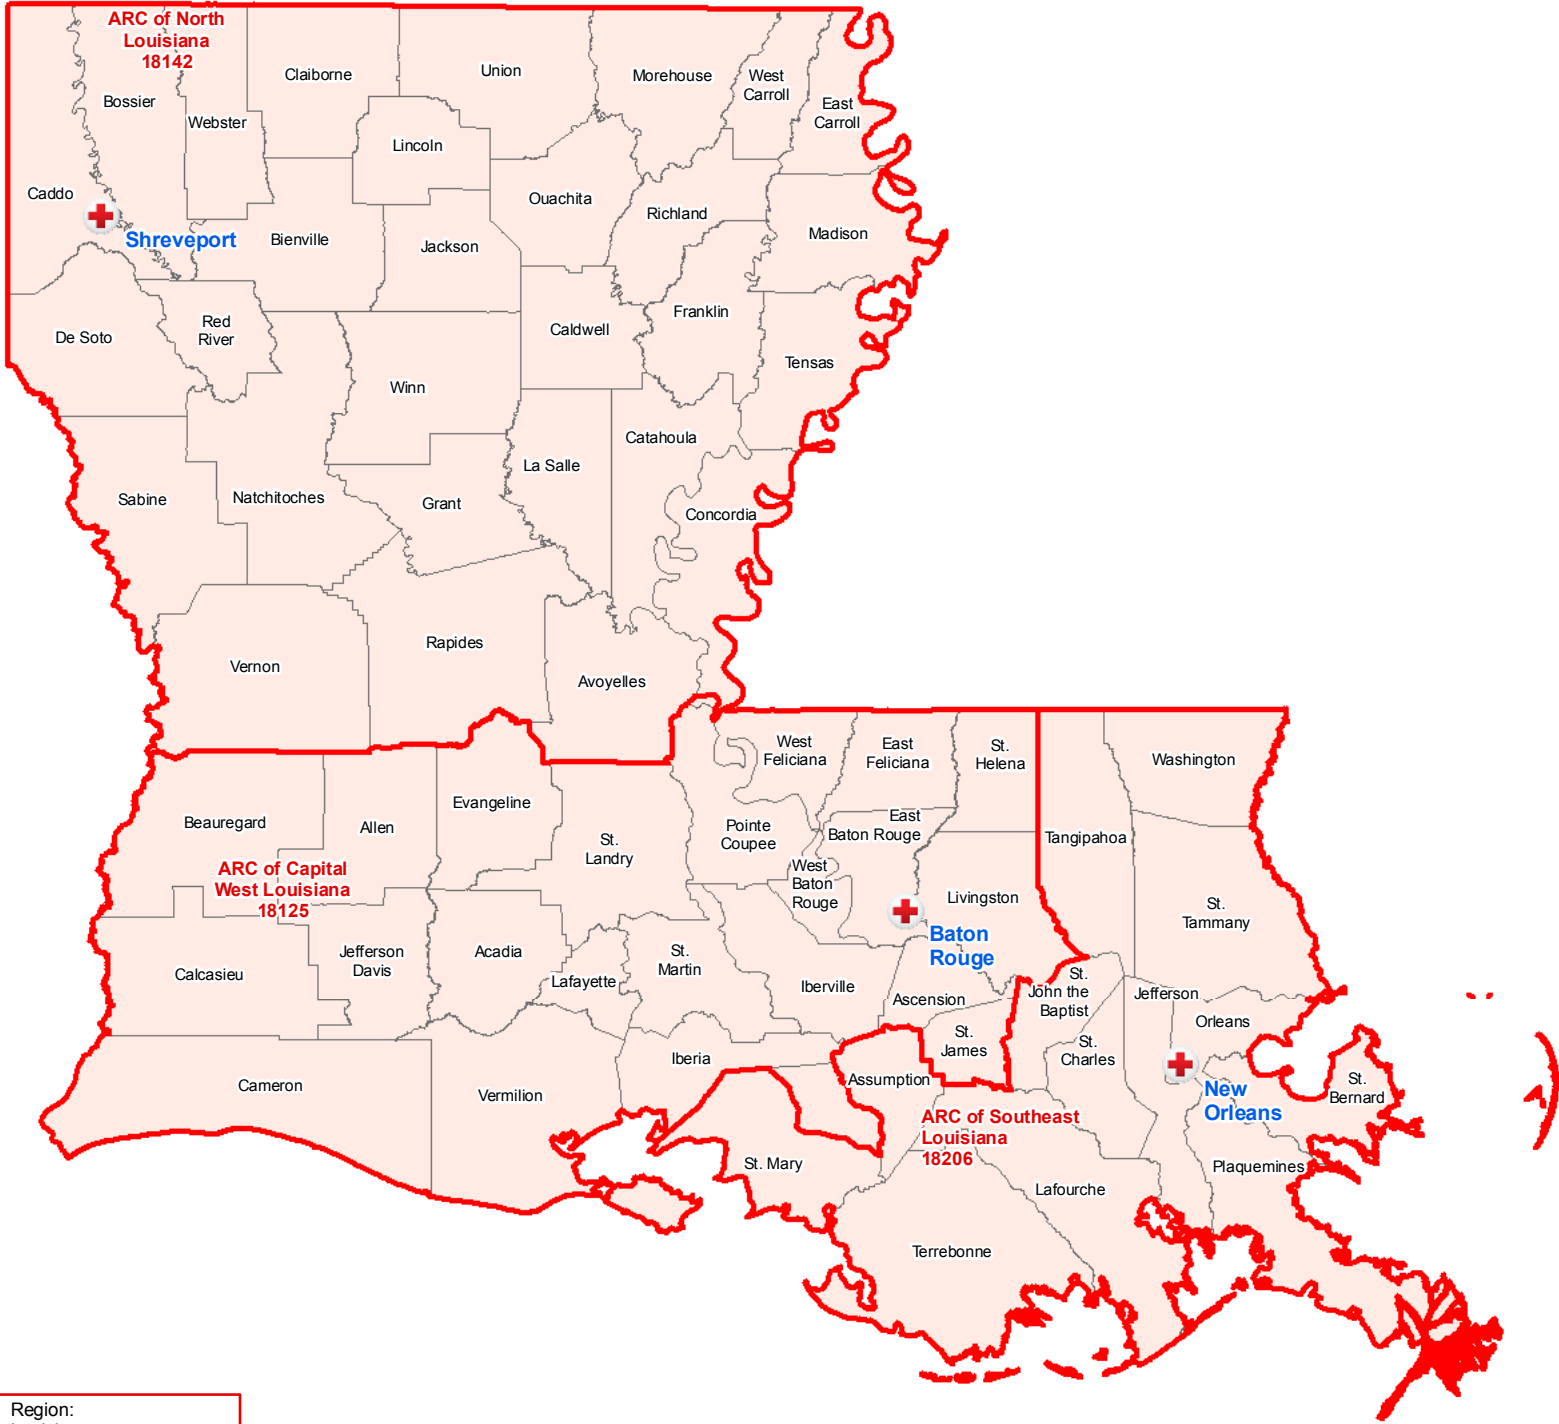 ARC of North
Louisiana
18142
Claiborne
Union
Morehouse
West
Carroll
East
Carroll
Bossier
Webster
Lincoln
Caddo
Ouachita
Richland
Madison
Shreveport
Bienville
Jackson
De Soto
Red
River
Caldwell
Franklin
Tensas
Winn
Catahoula
La Salle
Sabine
Natchitoches
Grant
Concordia
Vernon
Rapides
Avoyelles
West
Feliciana
East
Feliciana
St.
Helena
Washington
Beauregard
Allen
Evangeline
St.
Landry
Pointe
Coupee
East
Baton Rouge
Tangipahoa
ARC of Capital
West Louisiana
18125
West
Baton
Rouge
Livingston
St.
Tammany
Baton
Rouge
Calcasieu
Jefferson
Davis
Acadia
Lafayette
St.
Martin
Iberville
Ascension
St.
John the
Baptist
Jefferson
Orleans
St.
James
St.
Charles
Cameron
Vermilion
Iberia
Assumption
New
Orleans
St.
Bernard
ARC of Southeast
Louisiana
18206
St. Mary
Lafourche
Plaquemines
Terrebonne
Region: